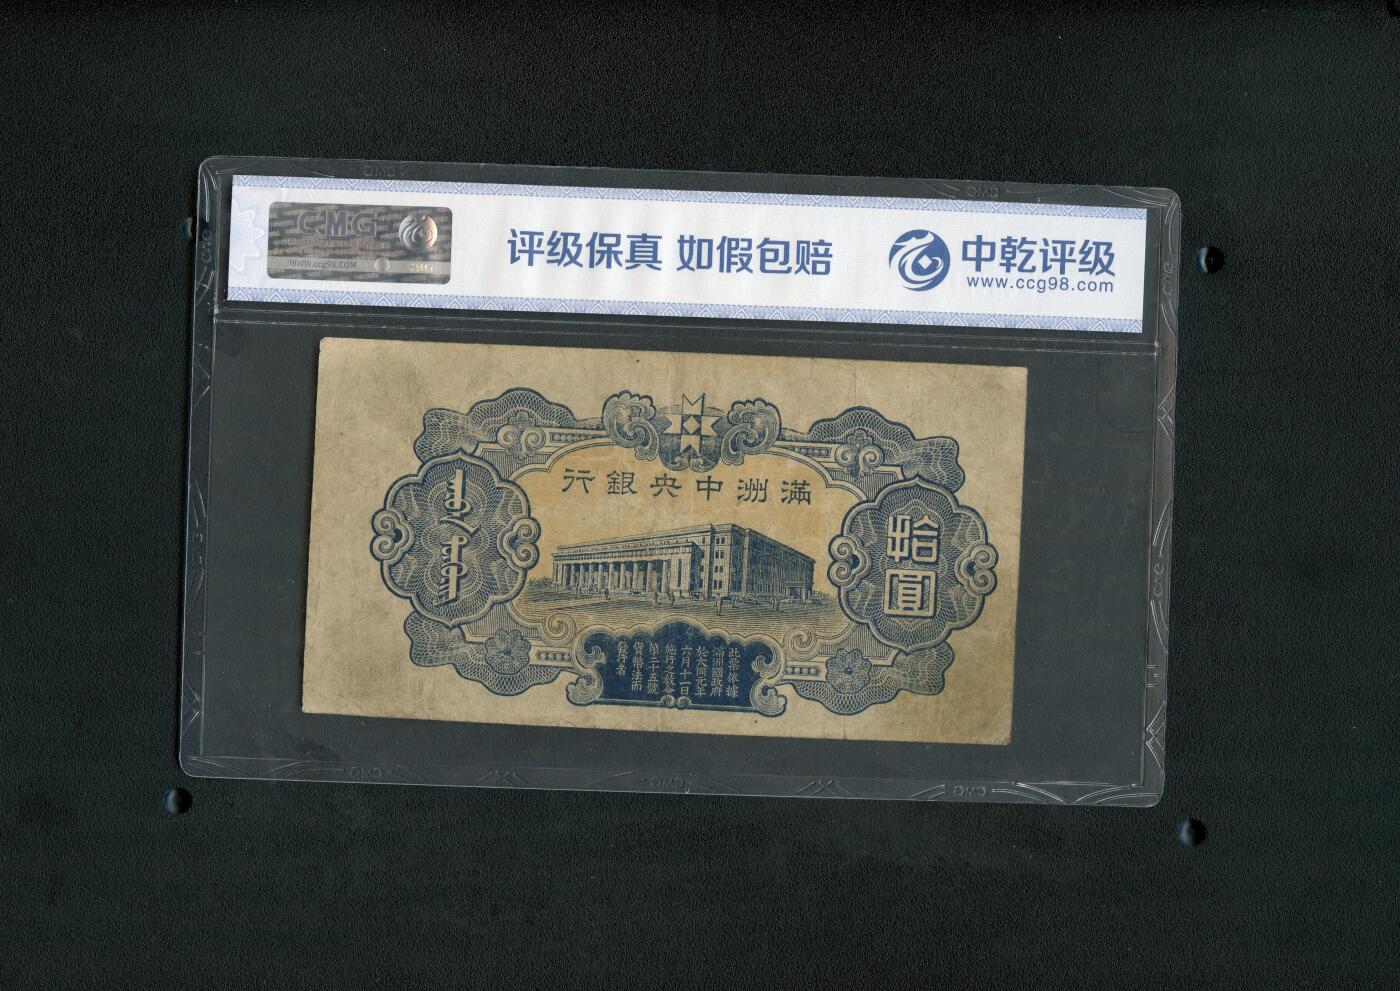 CMG
WWW.ccg98.COM
CMG
评级保真 如假包赔
中乾评级
www.ccg98.com
行銀央中洲滿
拾圓
此票依據
滿洲國政府
於大同元年
六月十一日
施行之敎令
第二十五號
貨幣法而
發行者